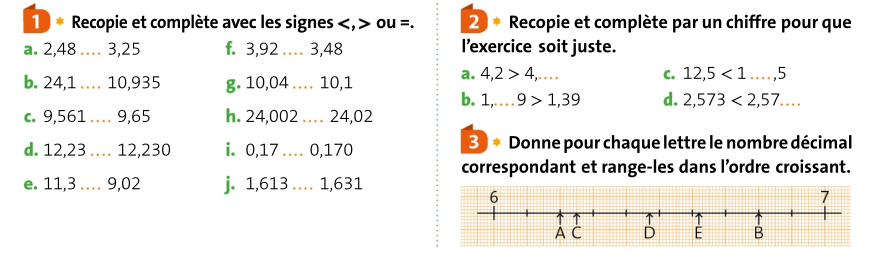 1 * Recopie et complète avec les signes <, > ou =.
a. 2,48 .... 3,25
f. 3,92 .... 3,48
b. 24,1 .... 10,935
g. 10,04 .... 10,1
c. 9,561 .... 9,65
h. 24,002 .... 24,02
d. 12,23 .... 12,230
i. 0,17 .... 0,170
e. 11,3 .... 9,02
j. 1,613 .... 1,631
2 * Recopie et complète par un chiffre pour que
l'exercice soit juste.
a. 4,2 > 4,....
c. 12,5 < 1 ....,5
b. 1,....9 > 1,39
d. 2,573 < 2,57....
3 * Donne pour chaque lettre le nombre décimal
correspondant et range-les dans l'ordre croissant.
6 7
A C D E B